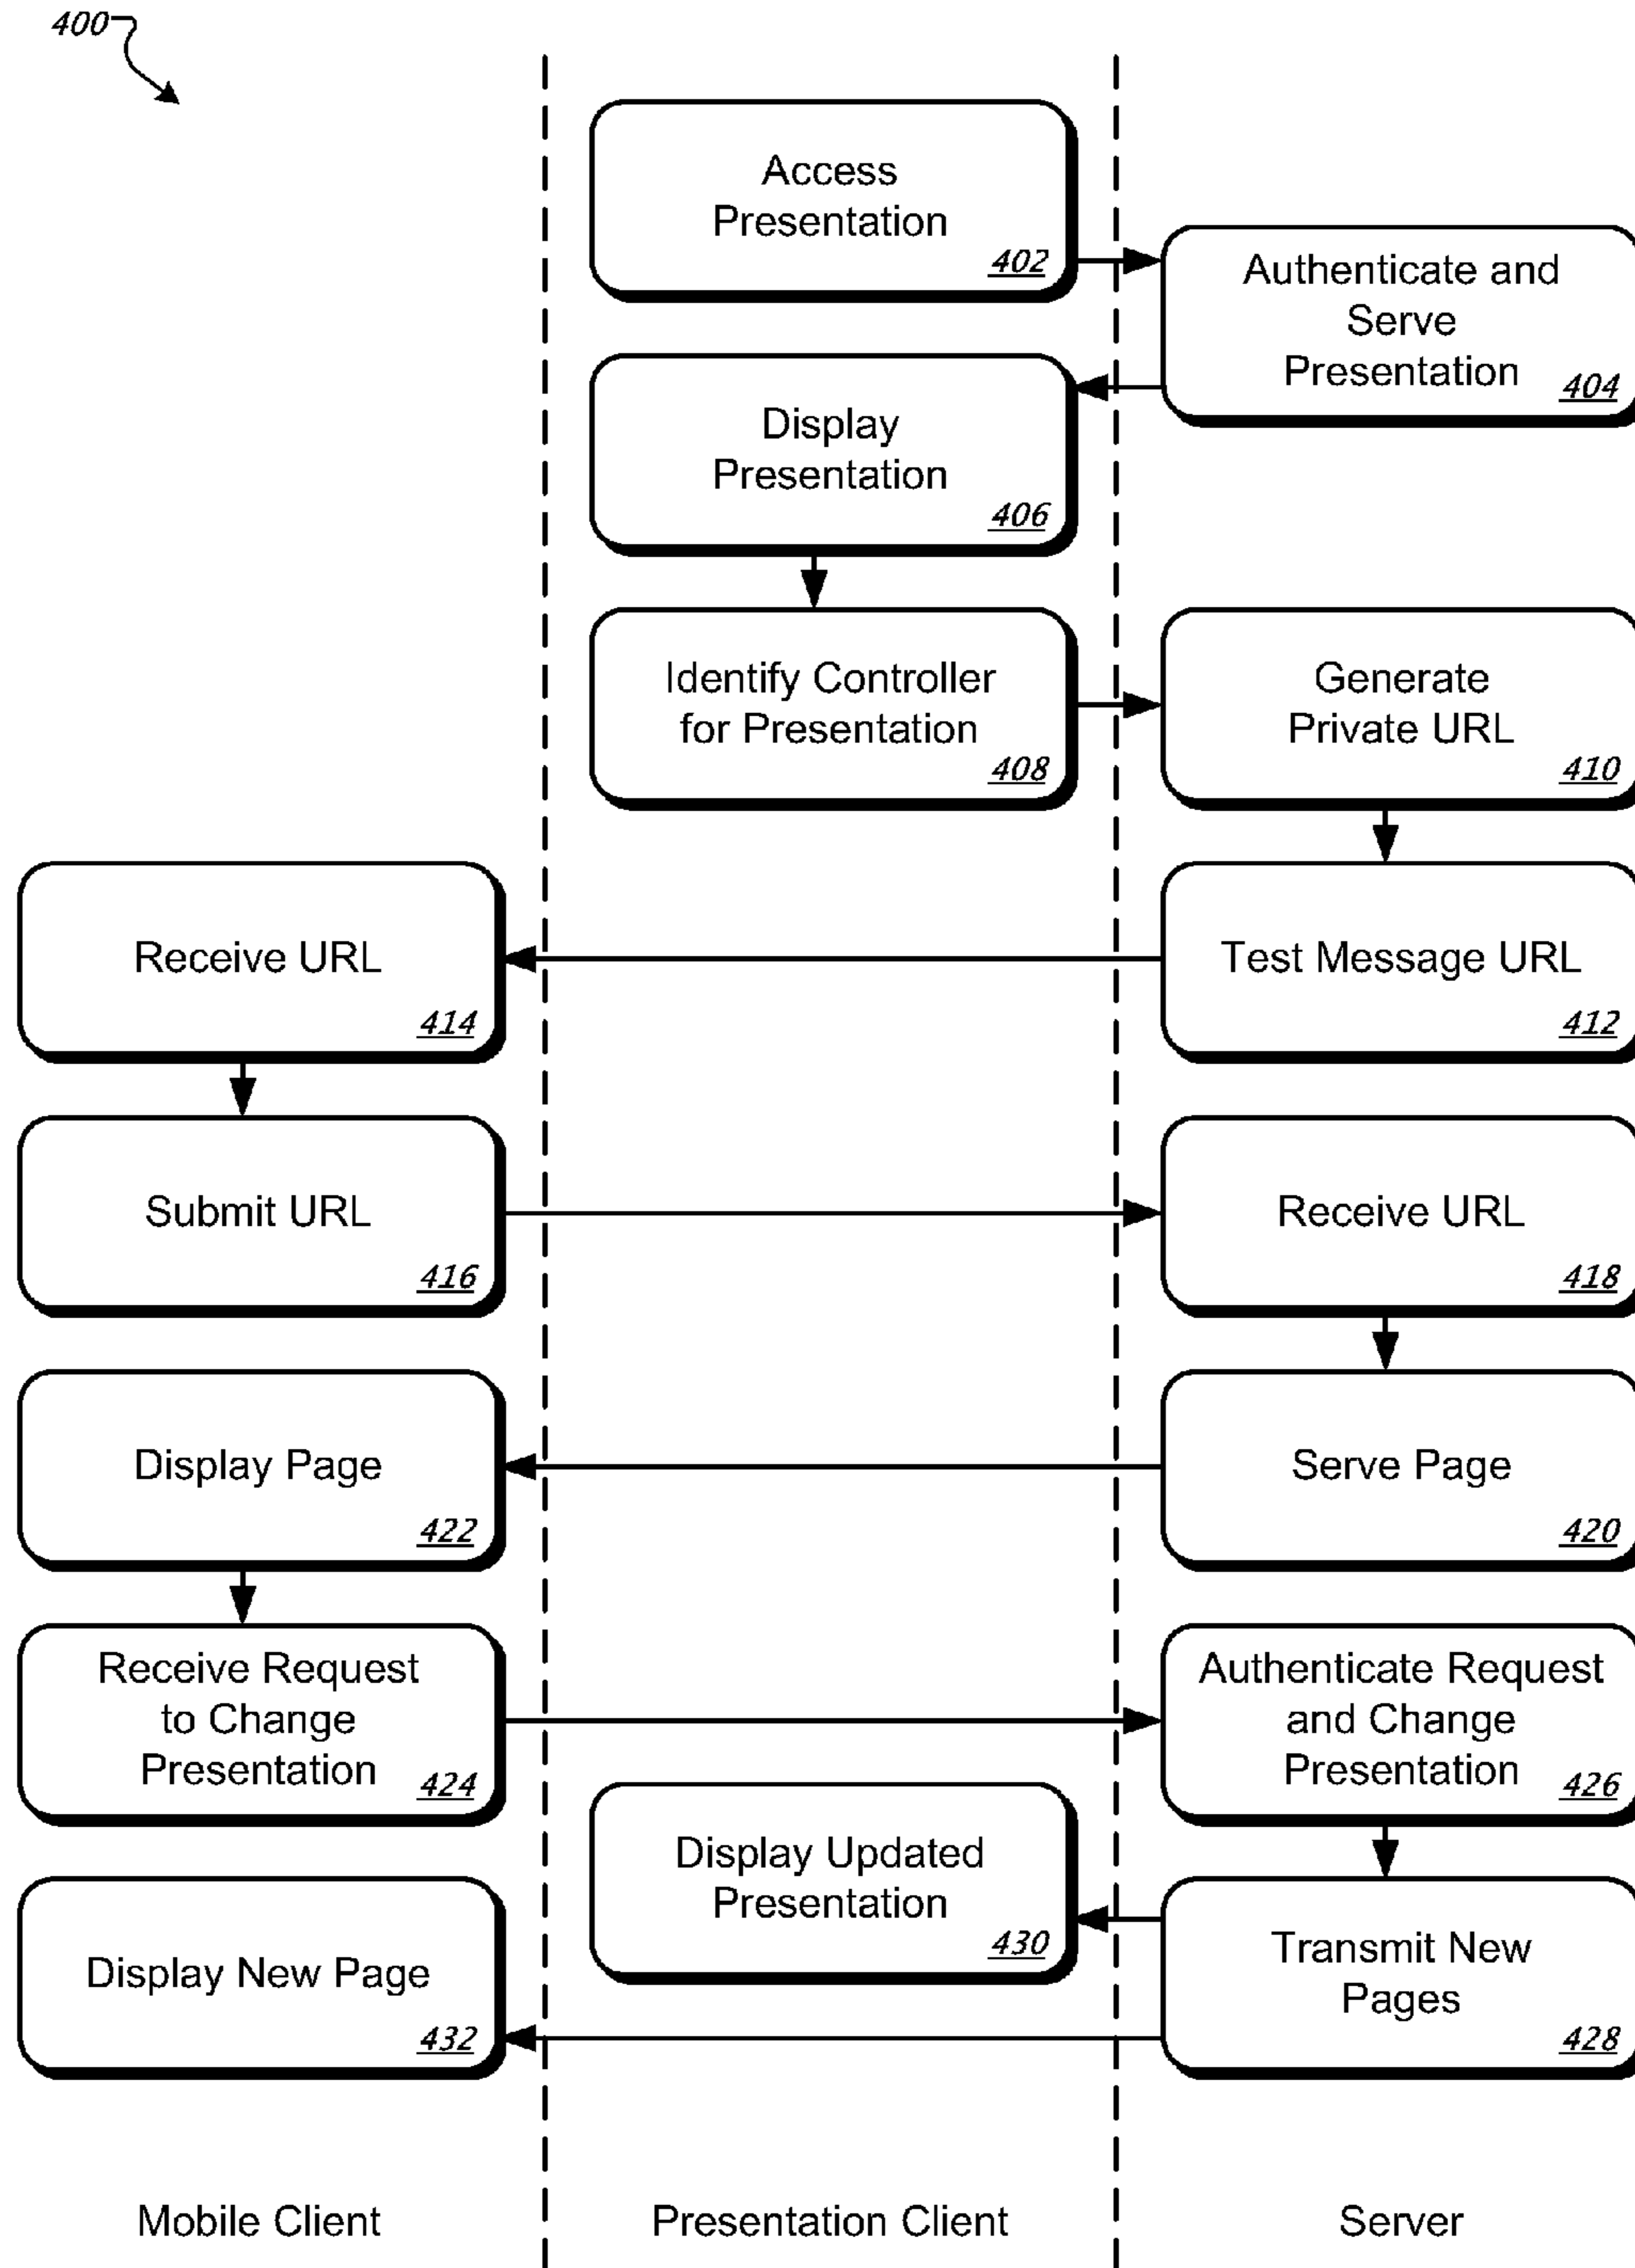 400
Access
Presentation
402
Authenticate and
Serve
Presentation
404
Display
Presentation
406
Identify Controller
for Presentation
408
Generate
Private URL
410
Receive URL
414
Test Message URL
412
Submit URL
416
Receive URL
418
Display Page
422
Serve Page
420
Receive Request
to Change
Presentation
424
Authenticate Request
and Change
Presentation
426
Display Updated
Presentation
430
Display New Page
432
Transmit New
Pages
428
Mobile Client
Presentation Client
Server